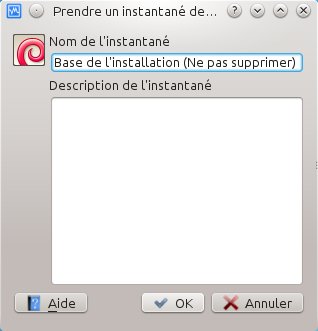 Prendre un instantané de...
Nom de l'instantané
Base de l'installation (Ne pas supprimer)
Description de l'instantané
Aide
OK
Annuler